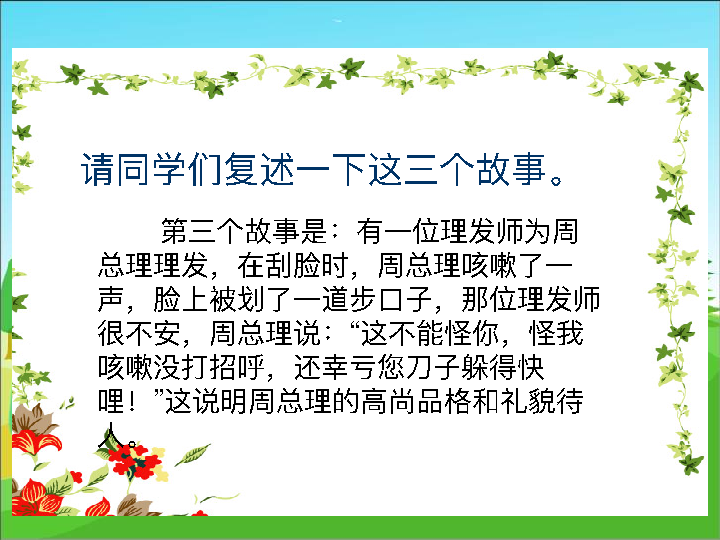 请同学们复述一下这三个故事。
第三个故事是：有一位理发师为周
总理理发，在刮脸时，周总理咳嗽了一
声，脸上被划了一道步口子，那位理发师
很不安，周总理说：“这不能怪你，怪我
咳嗽没打招呼，还幸亏您刀子躲得快
哩！”这说明周总理的高尚品格和礼貌待
人。